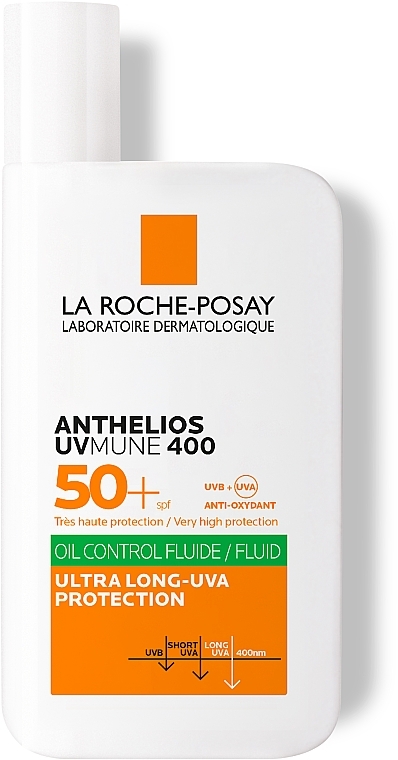 LA ROCHE-POSAY
LABORATOIRE DERMATOLOGIQUE
ANTHELIOS
UVMUNE 400
50+ spf
UVB + UVA
ANTI-OXYDANT
Très haute protection / Very high protection
OIL CONTROL FLUIDE / FLUID
ULTRA LONG-UVA
PROTECTION
UVB SHORT UVA LONG UVA 400nm